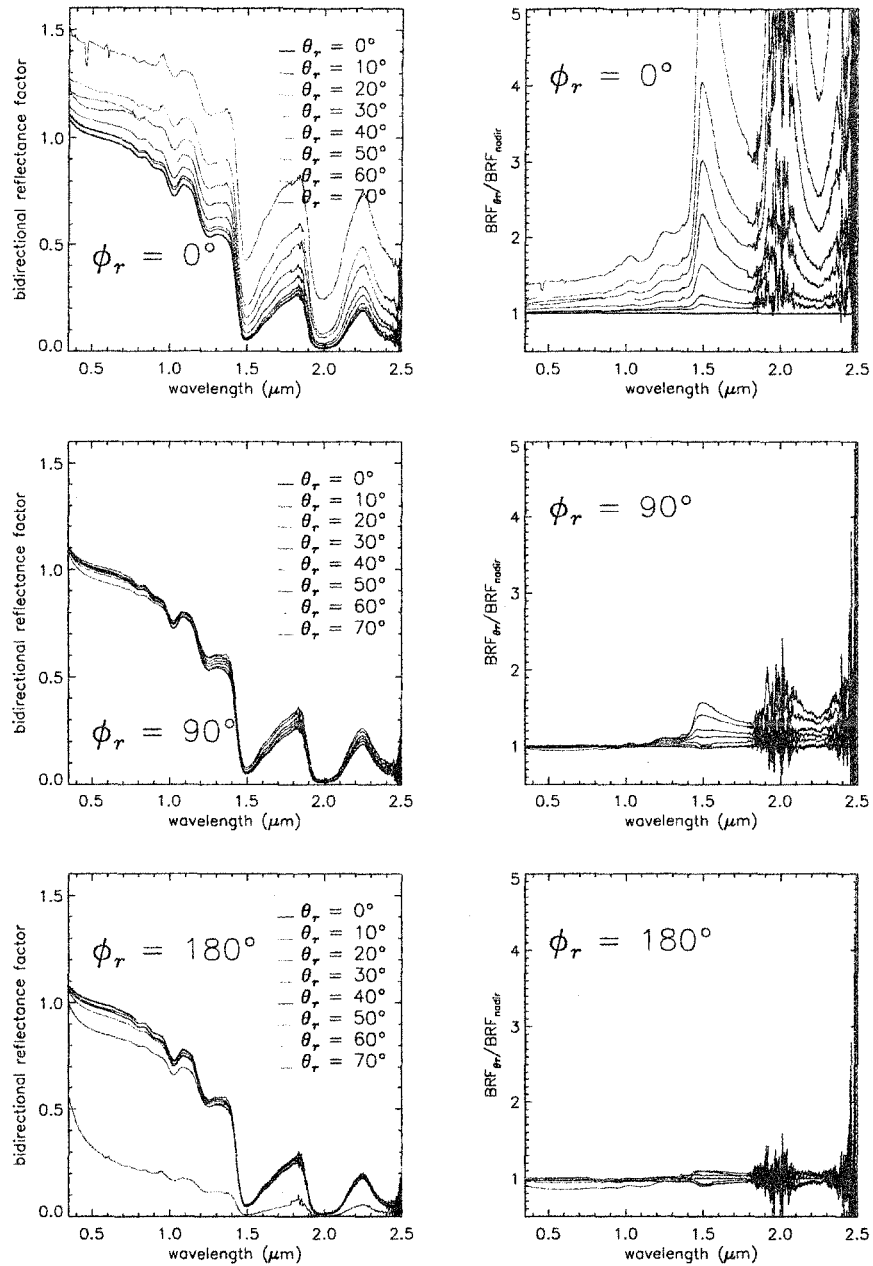 1.6
1.0
0.5
0.0
bidirectional reflectance factor
θr = 0°
θr = 10°
θr = 20°
θr = 30°
θr = 40°
θr = 50°
θr = 60°
θr = 70°
ϕr = 0°
0.5 1.0 1.5 2.0 2.5
wavelength (μm)
5
4
3
2
1
BRFθr/BRFnadir
ϕr = 0°
0.5 1.0 1.5 2.0 2.5
wavelength (μm)
1.5
1.0
0.5
0.0
bidirectional reflectance factor
θr = 0°
θr = 10°
θr = 20°
θr = 30°
θr = 40°
θr = 50°
θr = 60°
θr = 70°
ϕr = 90°
0.5 1.0 1.5 2.0 2.5
wavelength (μm)
5
4
3
2
1
BRFθr/BRFnadir
ϕr = 90°
0.5 1.0 1.5 2.0 2.5
wavelength (μm)
1.5
1.0
0.5
0.0
bidirectional reflectance factor
θr = 0°
θr = 10°
θr = 20°
θr = 30°
θr = 40°
θr = 50°
θr = 60°
θr = 70°
ϕr = 180°
0.5 1.0 1.5 2.0 2.5
wavelength (μm)
5
4
3
2
1
BRFθr/BRFnadir
ϕr = 180°
0.5 1.0 1.5 2.0 2.5
wavelength (μm)